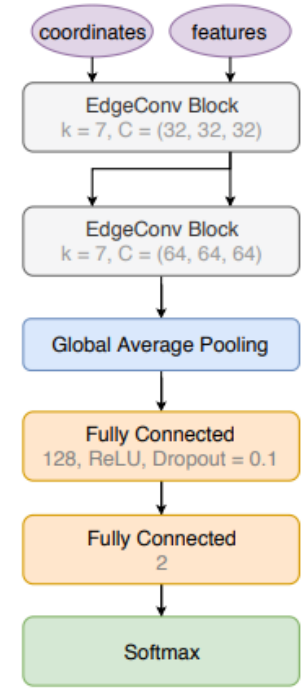 coordinates features
EdgeConv Block
k = 7, C = (32, 32, 32)
EdgeConv Block
k = 7, C = (64, 64, 64)
Global Average Pooling
Fully Connected
128, ReLU, Dropout = 0.1
Fully Connected
2
Softmax